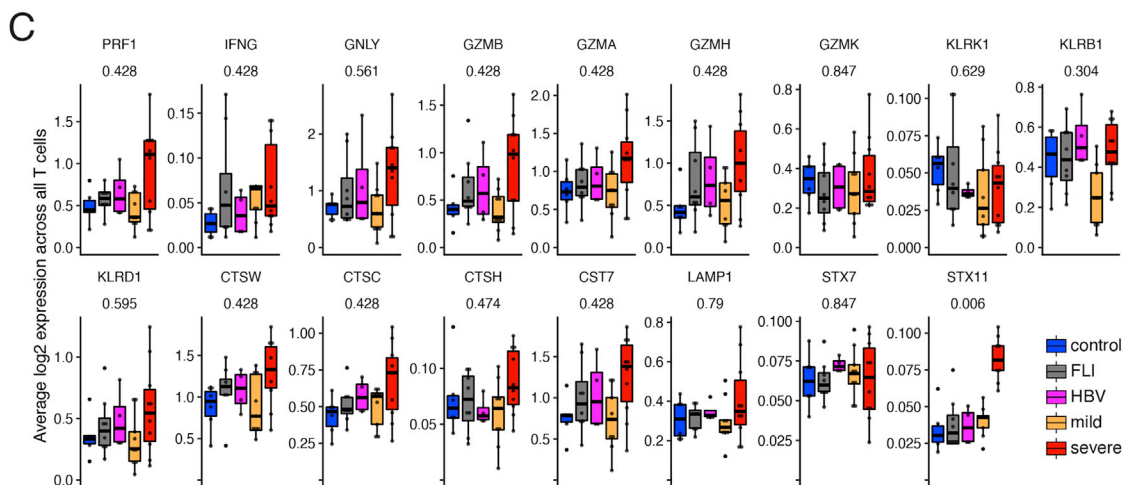 C
PRF1 IFNG GNLY GZMB GZMA GZMH GZMK KLRK1 KLRB1
0.428 0.428 0.561 0.428 0.428 0.428 0.847 0.629 0.304
1.5 1.0 0.5 0.0
0.15 0.10 0.05 0.00
2 1 0
1.5 1.0 0.5 0.0
2.0 1.5 1.0 0.5 0.0
1.5 1.0 0.5 0.0
0.8 0.6 0.4 0.2 0.0
0.100 0.075 0.050 0.025 0.000
0.8 0.6 0.4 0.2 0.0
Average log2 expression across all T cells
KLRD1 CTSW CTSC CTSH CST7 LAMP1 STX7 STX11
0.595 0.428 0.428 0.474 0.428 0.79 0.847 0.006
1.0 0.5 0.0
1.5 1.0 0.5
1.00 0.75 0.50 0.25
0.10 0.05
1.5 1.0 0.5
0.8 0.6 0.4 0.2
0.100 0.075 0.050 0.025
0.100 0.075 0.050 0.025
control
FLI
HBV
mild
severe